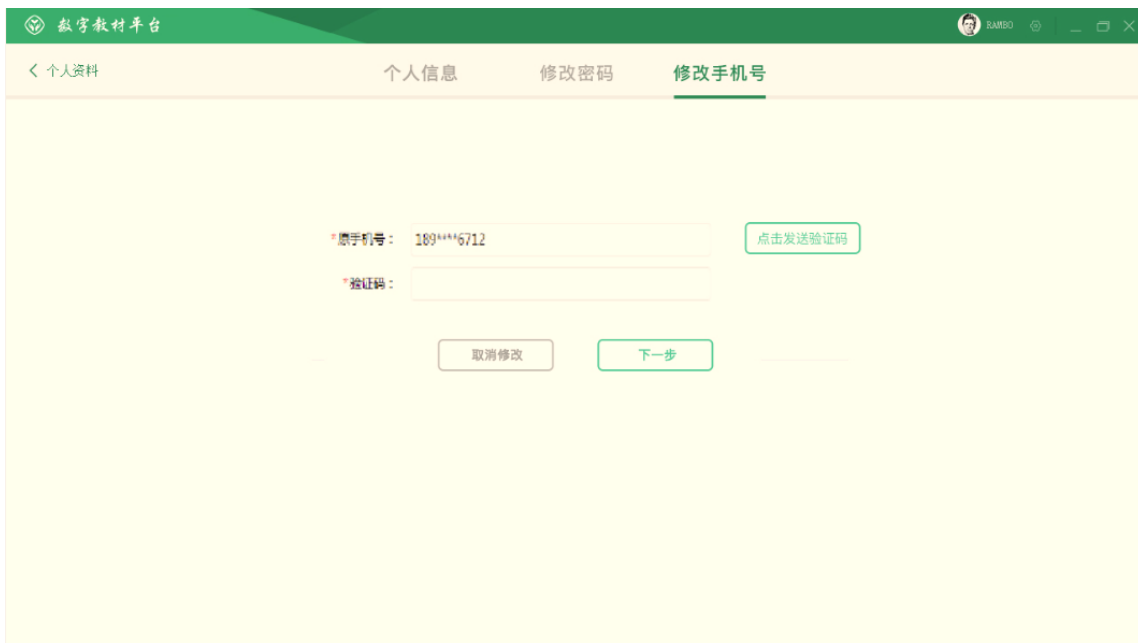 数字教材平台 RAMBO
个人资料 个人信息 修改密码 修改手机号
*原手机号： 189****6712 点击发送验证码
*验证码：
取消修改 下一步